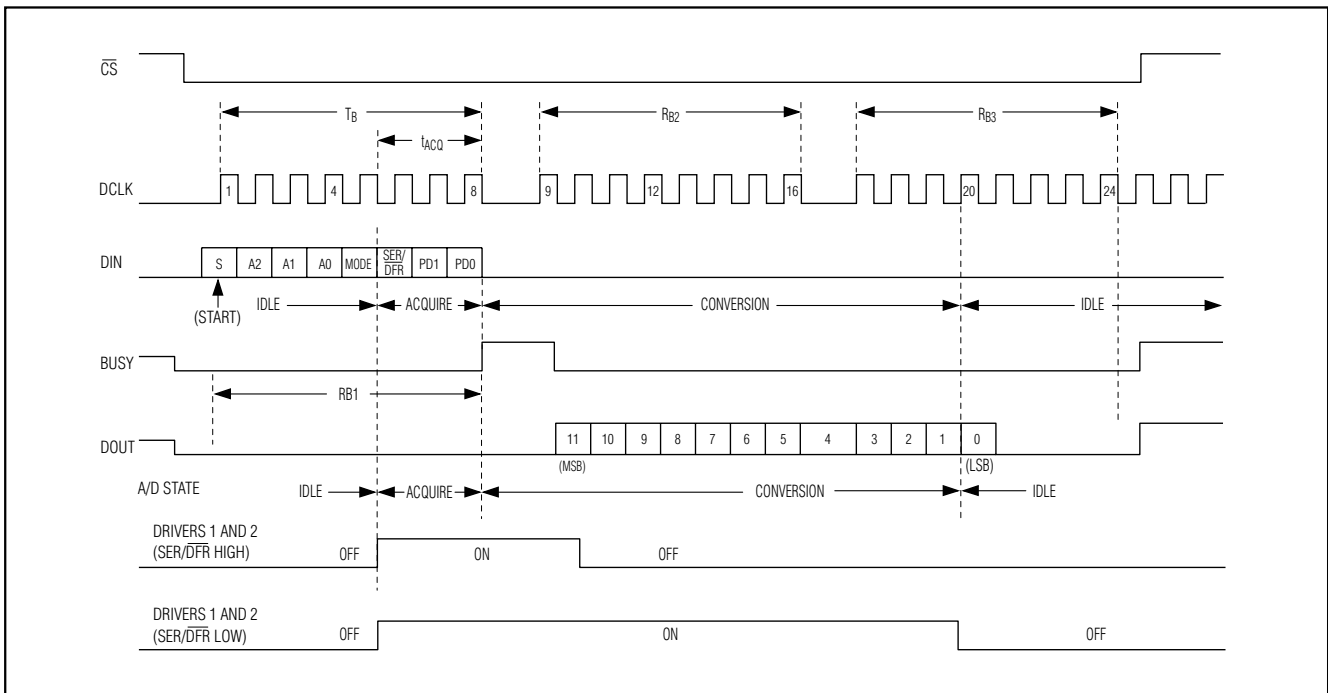 CS
TB RB2 RB3
tACQ
DCLK 1 4 8 9 12 16 20 24
DIN S A2 A1 A0 MODE SER/DFR PD1 PD0
(START) IDLE ACQUIRE CONVERSION IDLE
BUSY
RB1
DOUT 11 10 9 8 7 6 5 4 3 2 1 0
(MSB) (LSB)
A/D STATE IDLE ACQUIRE CONVERSION IDLE
DRIVERS 1 AND 2
(SER/DFR HIGH) OFF ON OFF
DRIVERS 1 AND 2
(SER/DFR LOW) OFF ON OFF